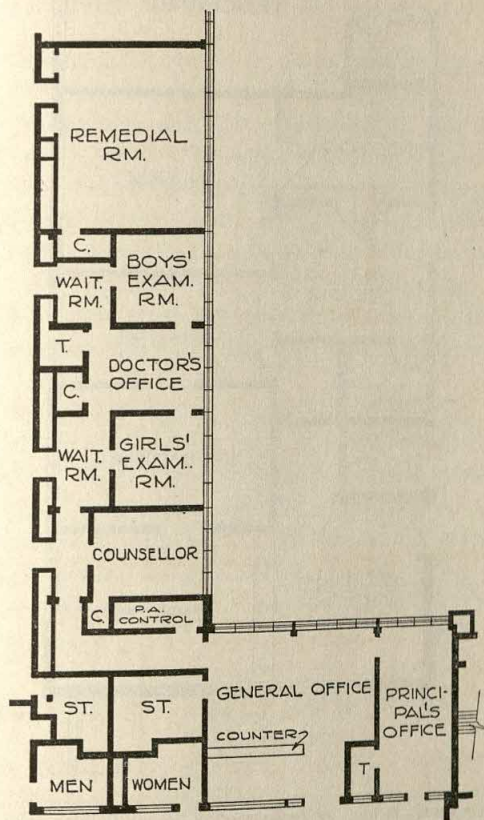 REMEDIAL
RM.
C.
BOYS'
EXAM.
RM.
WAIT.
RM.
T.
DOCTOR'S
OFFICE
C.
WAIT.
RM.
GIRLS'
EXAM..
RM.
COUNSELLOR
C.
P.A.
CONTROL
ST.
ST.
GENERAL OFFICE
PRINCI-
PAL'S
OFFICE
COUNTER
T
MEN
WOMEN